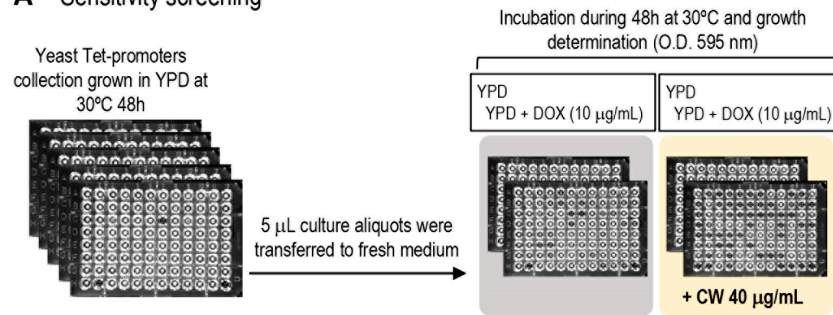 A Sensitivity screening
Incubation during 48h at 30ºC and growth
determination (O.D. 595 nm)
Yeast Tet-promoters
collection grown in YPD at
30ºC 48h
YPD
YPD + DOX (10 µg/mL)
YPD
YPD + DOX (10 µg/mL)
5 µL culture aliquots were
transferred to fresh medium
+ CW 40 µg/mL